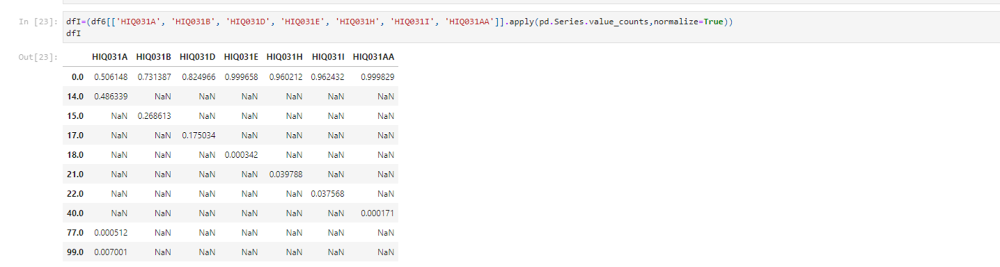 In [23]: dfI=(df6[['HIQ031A', 'HIQ031B', 'HIQ031D', 'HIQ031E', 'HIQ031H', 'HIQ031I', 'HIQ031AA']].apply(pd.Series.value_counts,normalize=True))
dfI
Out[23]:
HIQ031A HIQ031B HIQ031D HIQ031E HIQ031H HIQ031I HIQ031AA
0.0 0.506148 0.731387 0.824966 0.999658 0.960212 0.962432 0.999829
14.0 0.486339 NaN NaN NaN NaN NaN NaN
15.0 NaN 0.268613 NaN NaN NaN NaN NaN
17.0 NaN NaN 0.175034 NaN NaN NaN NaN
18.0 NaN NaN NaN 0.000342 NaN NaN NaN
21.0 NaN NaN NaN NaN 0.039788 NaN NaN
22.0 NaN NaN NaN NaN NaN 0.037568 NaN
40.0 NaN NaN NaN NaN NaN NaN 0.000171
77.0 0.000512 NaN NaN NaN NaN NaN NaN
99.0 0.007001 NaN NaN NaN NaN NaN NaN